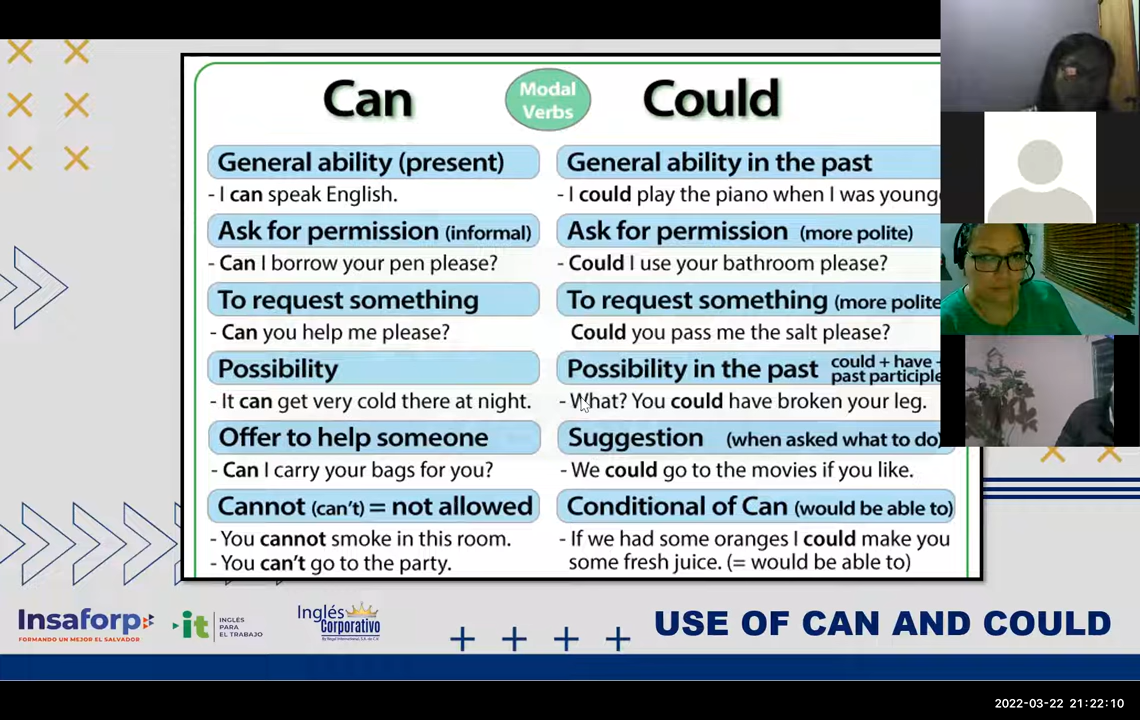 Can
Modal
Verbs
Could
General ability (present)
- I can speak English.
Ask for permission (informal)
- Can I borrow your pen please?
To request something
- Can you help me please?
Possibility
- It can get very cold there at night.
Offer to help someone
- Can I carry your bags for you?
Cannot (can't) = not allowed
- You cannot smoke in this room.
- You can't go to the party.
General ability in the past
- I could play the piano when I was young
Ask for permission (more polite)
- Could I use your bathroom please?
To request something (more polite
Could you pass me the salt please?
Possibility in the past could + have +
past participle
- What? You could have broken your leg.
Suggestion (when asked what to do)
- We could go to the movies if you like.
Conditional of Can (would be able to)
- If we had some oranges I could make you
some fresh juice. (= would be able to)
Insaforp
FORMANDO UN MEJOR EL SALVADOR
it
INGLÉS
PARA
EL TRABAJO
Inglés
Corporativo
USE OF CAN AND COULD
2022-03-22 21:22:10